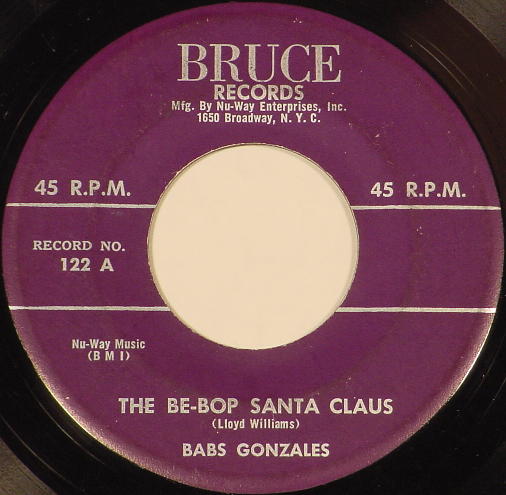 BRUCE
RECORDS
Mfg. By Nu-Way Enterprises, Inc.
1650 Broadway, N. Y. C.
45 R.P.M.
45 R.P.M.
RECORD NO.
122 A
Nu-Way Music
(B M I)
THE BE-BOP SANTA CLAUS
(Lloyd Williams)
BABS GONZALES